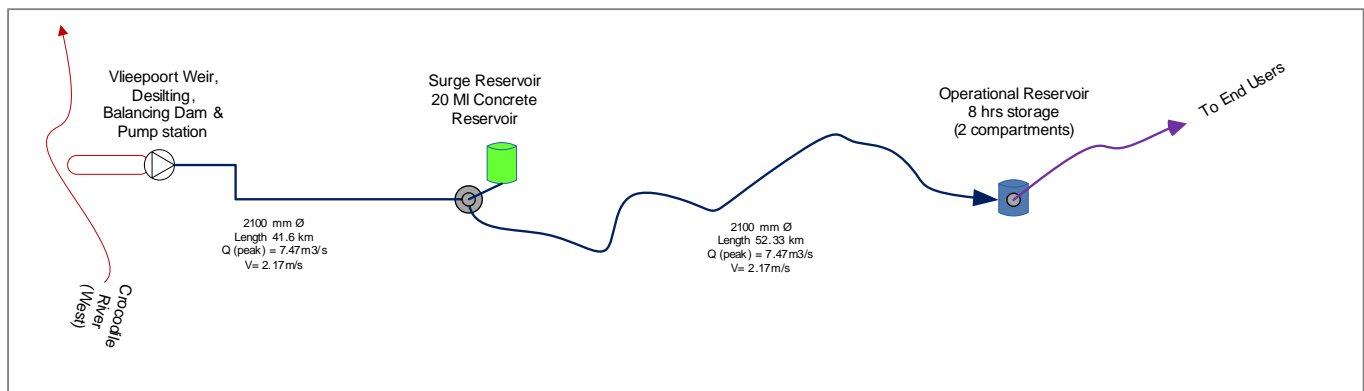 Vlieepoort Weir,
Desilting,
Balancing Dam &
Pump station
Surge Reservoir
20 Ml Concrete
Reservoir
Operational Reservoir
8 hrs storage
(2 compartments)
To End Users
2100 mm Ø
Length 41.6 km
Q (peak) = 7.47m3/s
V= 2.17m/s
2100 mm Ø
Length 52.33 km
Q (peak) = 7.47m3/s
V= 2.17m/s
Crocodile
River
(West)